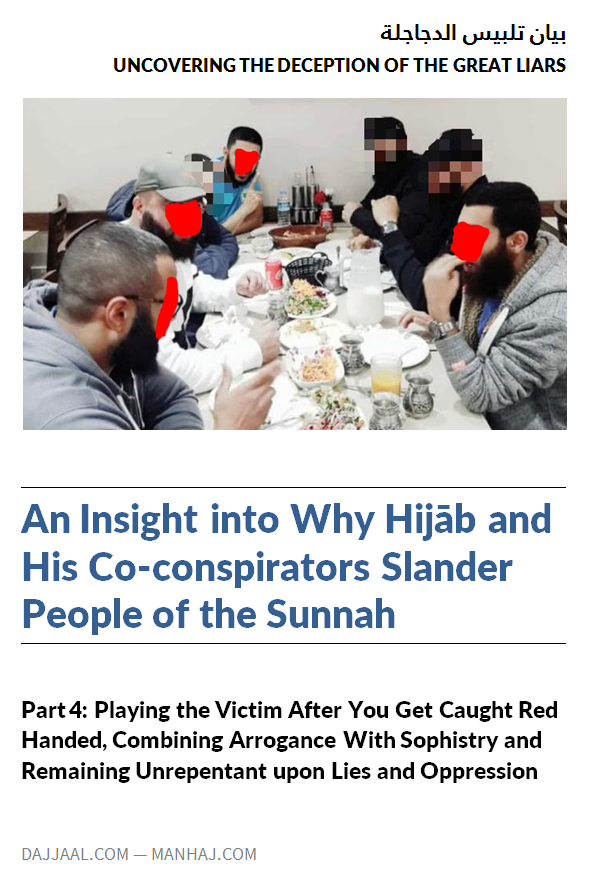 بيان تلبيس الدجاجلة
UNCOVERING THE DECEPTION OF THE GREAT LIARS
An Insight into Why Hijāb and
His Co-conspirators Slander
People of the Sunnah
Part 4: Playing the Victim After You Get Caught Red
Handed, Combining Arrogance With Sophistry and
Remaining Unrepentant upon Lies and Oppression
DAJJAAL.COM — MANHAJ.COM